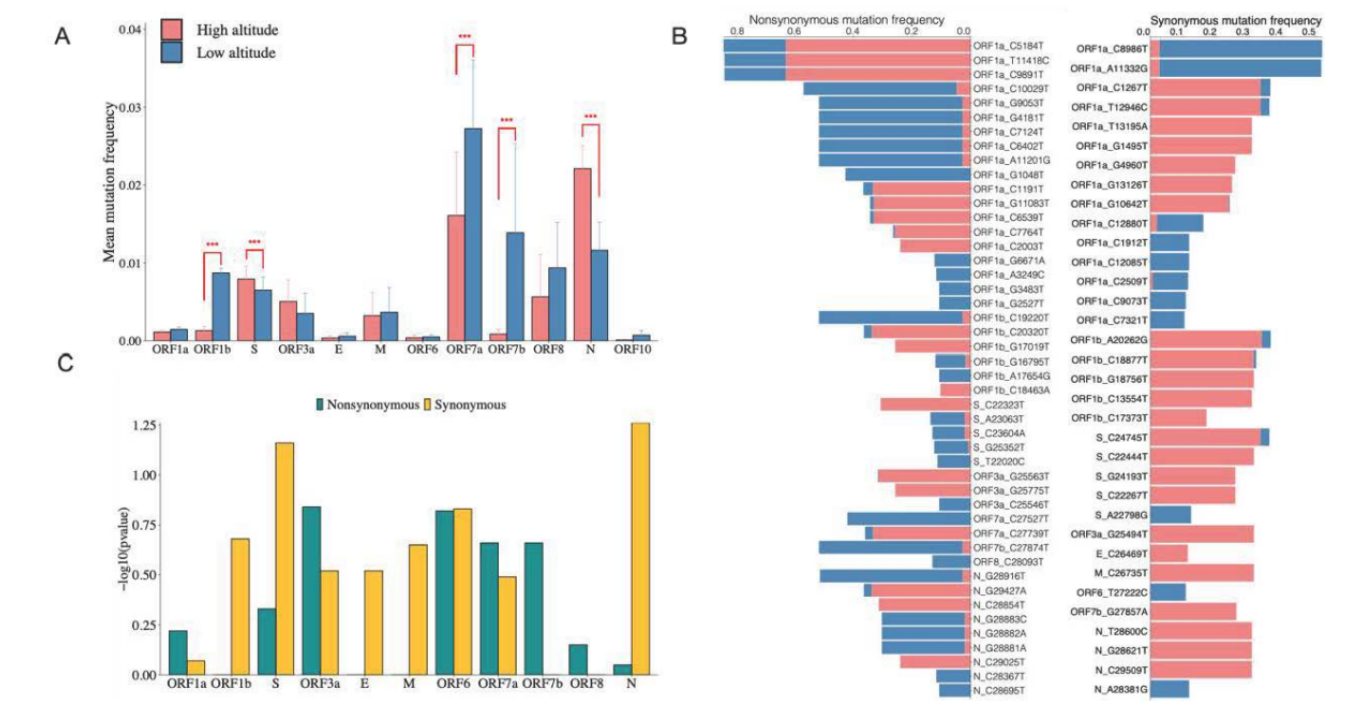 A
High altitude
Low altitude
Mean mutation frequency
0.04
0.03
0.02
0.01
0.00
***
***
***
***
***
ORF1a ORF1b S ORF3a E M ORF6 ORF7a ORF7b ORF8 N ORF10
B
Nonsynonymous mutation frequency
0.8 0.6 0.4 0.2 0.0
ORF1a_C5184T
ORF1a_T11418C
ORF1a_C9891T
ORF1a_C10029T
ORF1a_G9053T
ORF1a_G4181T
ORF1a_C7124T
ORF1a_C6402T
ORF1a_A11201G
ORF1a_G1048T
ORF1a_C1191T
ORF1a_G11083T
ORF1a_C6539T
ORF1a_C7764T
ORF1a_C2003T
ORF1a_G6671A
ORF1a_A3249C
ORF1a_G3483T
ORF1a_G2527T
ORF1b_C19220T
ORF1b_C20320T
ORF1b_G17019T
ORF1b_G16795T
ORF1b_A17654G
ORF1b_C18463A
S_C22323T
S_A23063T
S_C23604A
S_G25352T
S_T22020C
ORF3a_G25563T
ORF3a_G25775T
ORF3a_C25546T
ORF7a_C27527T
ORF7a_C27739T
ORF7b_C27874T
ORF8_C28093T
N_G28916T
N_G29427A
N_C28854T
N_G28883C
N_G28882A
N_G28881A
N_C29025T
N_C28367T
N_C28695T
Synonymous mutation frequency
0.0 0.1 0.2 0.3 0.4 0.5
ORF1a_C8986T
ORF1a_A11332G
ORF1a_C1267T
ORF1a_T12946C
ORF1a_T13195A
ORF1a_G1495T
ORF1a_G4960T
ORF1a_G13126T
ORF1a_G10642T
ORF1a_C12880T
ORF1a_C1912T
ORF1a_C12085T
ORF1a_C2509T
ORF1a_C9073T
ORF1a_C7321T
ORF1b_A20262G
ORF1b_C18877T
ORF1b_G18756T
ORF1b_C13554T
ORF1b_C17373T
S_C24745T
S_C22444T
S_G24193T
S_C22267T
S_A22798G
ORF3a_G25494T
E_C26469T
M_C26735T
ORF6_T27222C
ORF7b_G27857A
N_T28600C
N_G28621T
N_C29509T
N_A28381G
C
Nonsynonymous Synonymous
−log10(pvalue)
1.25
1.00
0.75
0.50
0.25
0.00
ORF1a ORF1b S ORF3a E M ORF6 ORF7a ORF7b ORF8 N